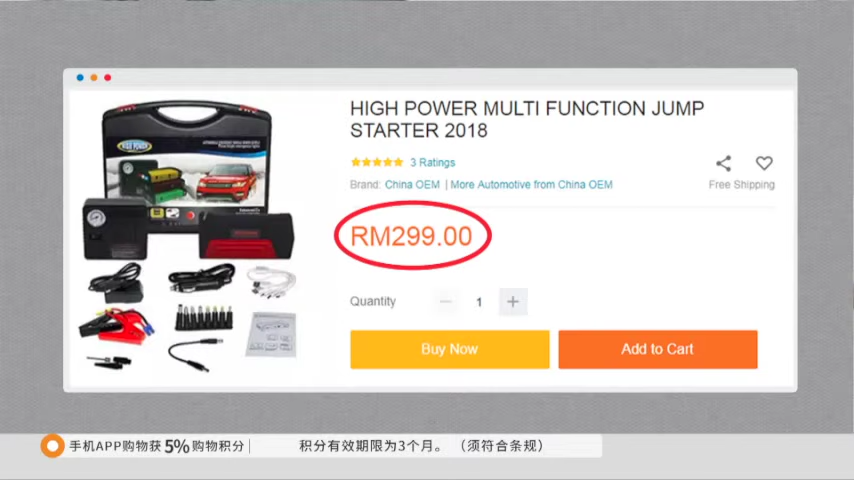 HIGH POWER MULTI FUNCTION JUMP
STARTER 2018
3 Ratings
Brand: China OEM | More Automotive from China OEM
Free Shipping
RM299.00
Quantity
1
Buy Now
Add to Cart
HIGH POWER
手机APP购物获5%购物积分 积分有效期限为3个月。（须符合条规）